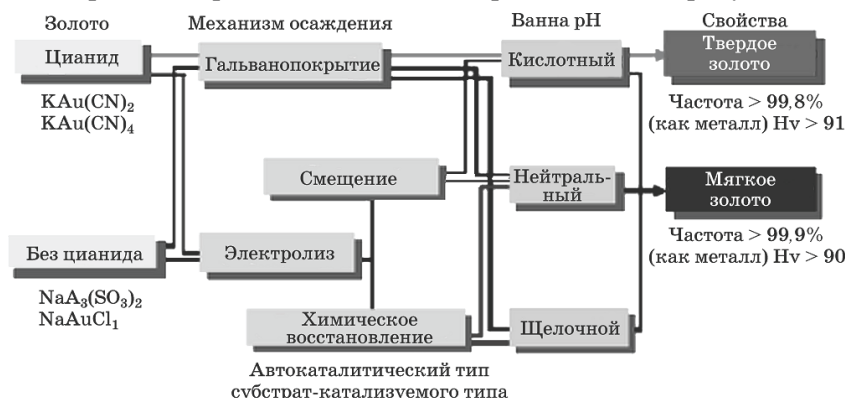 Золото
Механизм осаждения
Ванна pH
Свойства
Цианид
Гальванопокрытие
Кислотный
Твердое
золото
KAu(CN)₂
KAu(CN)₄
Частота > 99,8%
(как металл) Hv > 91
Смещение
Нейтраль-
ный
Мягкое
золото
Частота > 99,9%
(как металл) Hv > 90
Без цианида
Электролиз
NaA₃(SO₃)₂
NaAuCl₁
Химическое
восстановление
Щелочной
Автокаталитический тип
субстрат-катализуемого типа